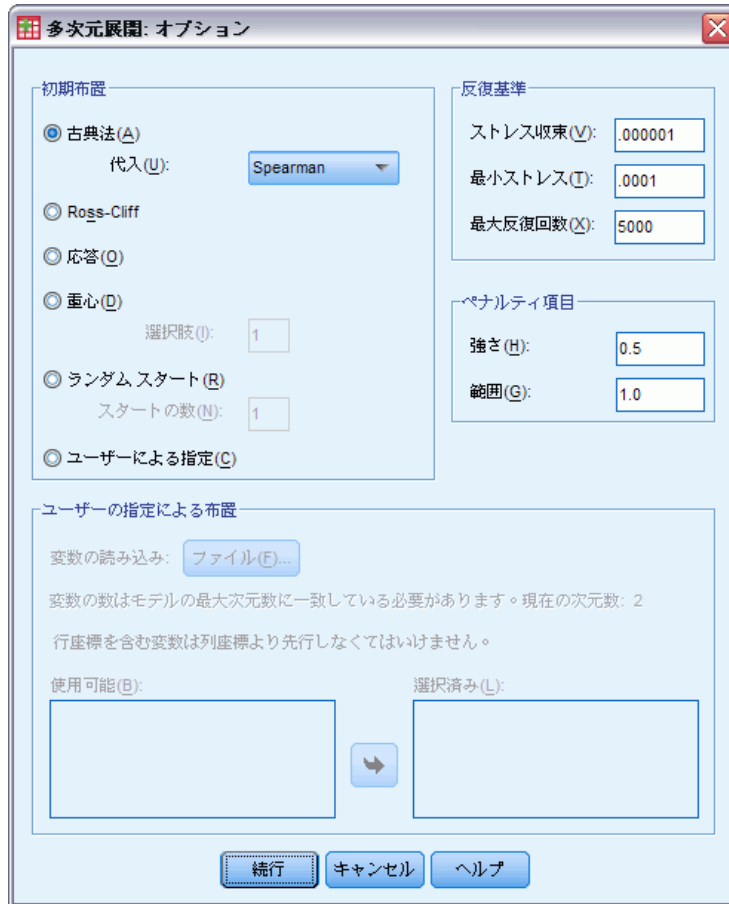 多次元展開: オプション
初期布置
古典法(A)
代入(U): Spearman
Ross-Cliff
応答(O)
重心(D)
選択肢(I): 1
ランダム スタート(R)
スタートの数(N): 1
ユーザーによる指定(C)
反復基準
ストレス収束(V): .000001
最小ストレス(T): .0001
最大反復回数(X): 5000
ペナルティ項目
強さ(H): 0.5
範囲(G): 1.0
ユーザーの指定による布置
変数の読み込み: ファイル(F)...
変数の数はモデルの最大次元数に一致している必要があります。現在の次元数: 2
行座標を含む変数は列座標より先行しなくてはいけません。
使用可能(B):
選択済み(L):
続行 キャンセル ヘルプ